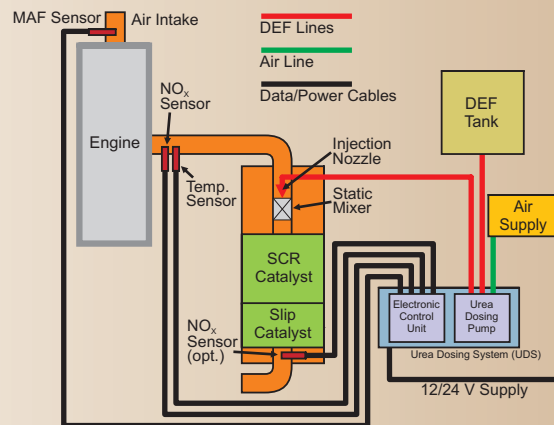 MAF Sensor
Air Intake
DEF Lines
Air Line
Data/Power Cables
NOX
Sensor
Engine
DEF
Tank
Injection
Nozzle
Temp.
Sensor
Static
Mixer
Air
Supply
SCR
Catalyst
Slip
Catalyst
Electronic
Control
Unit
Urea
Dosing
Pump
NOX
Sensor
(opt.)
Urea Dosing System (UDS)
12/24 V Supply